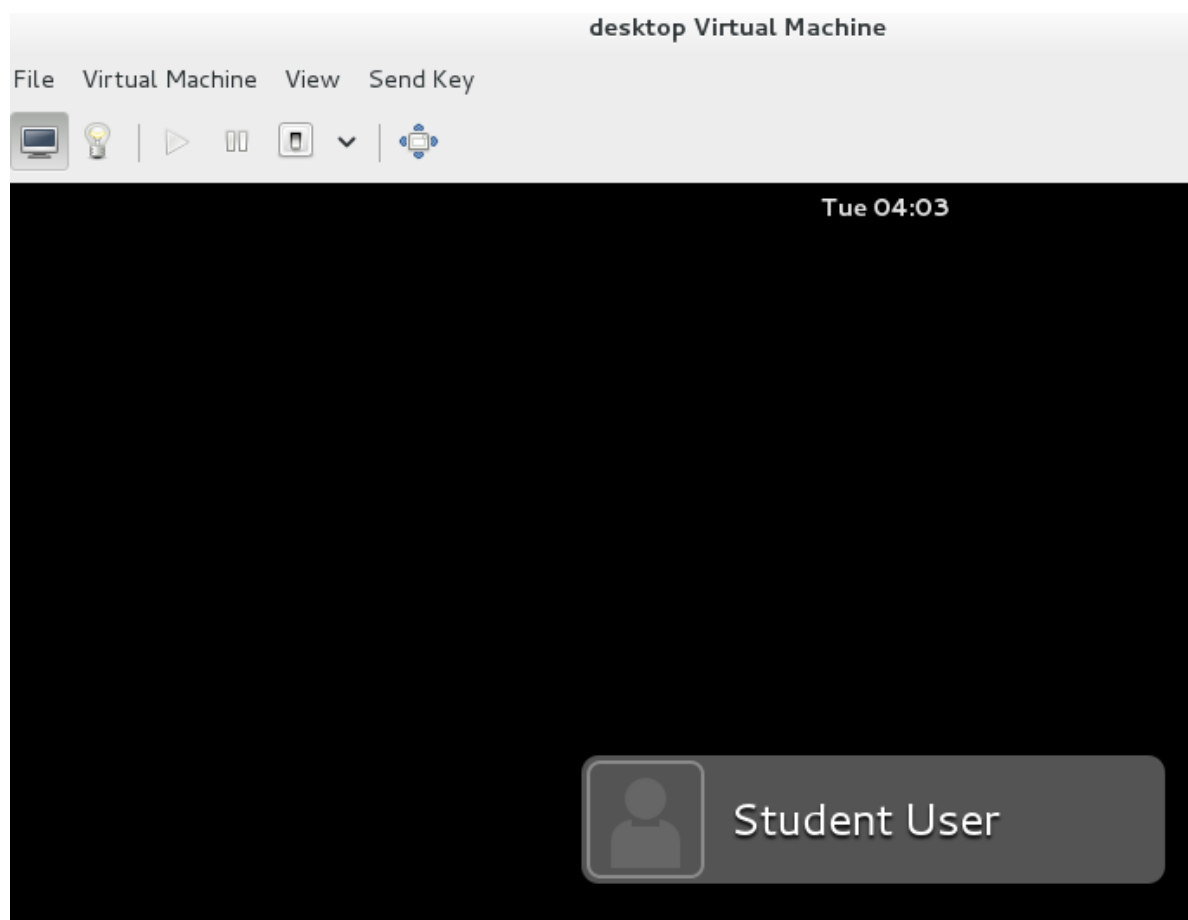 desktop Virtual Machine
File Virtual Machine View Send Key
Tue 04:03
Student User